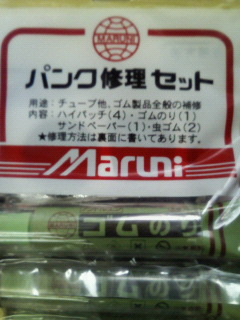 MARUNI
パンク修理セット
用途：チューブ他、ゴム製品全般の補修
内容：ハイパッチ(4)・ゴムのり(1)
サンドペーパー(1)・虫ゴム(2)
★修理方法は裏面に書いてあります。
Maruni
ゴムのり